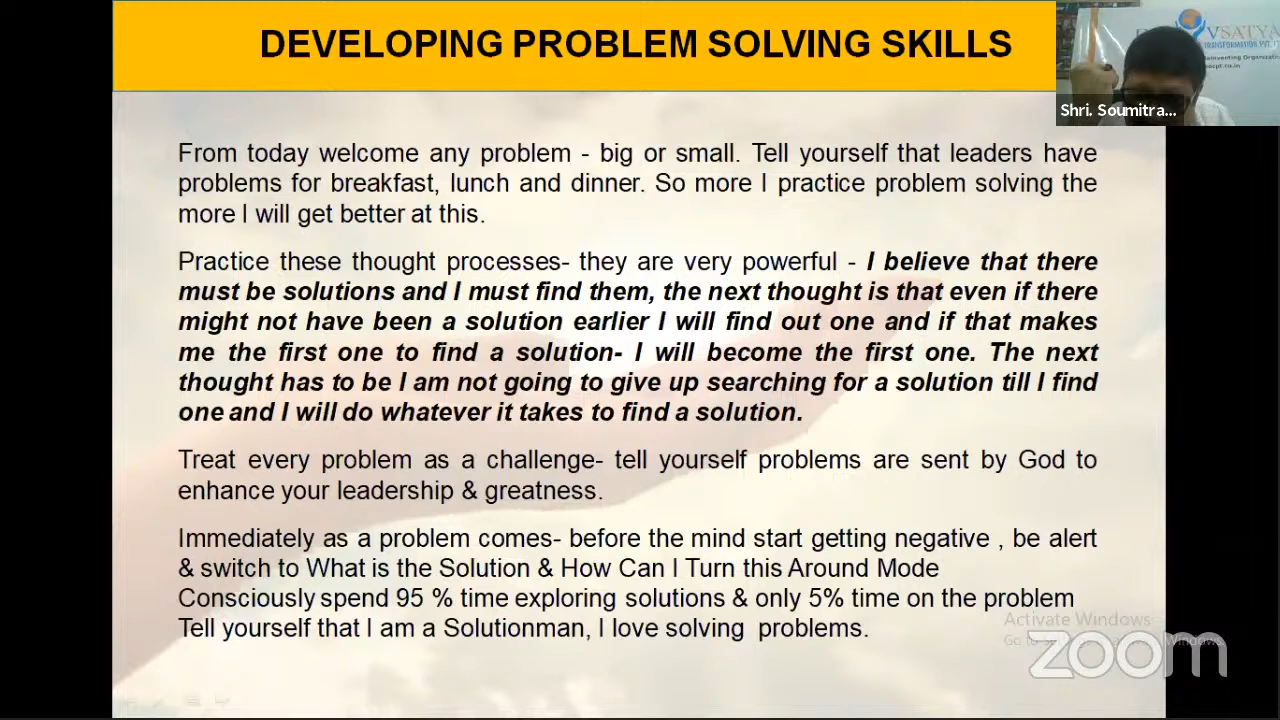 DEVELOPING PROBLEM SOLVING SKILLS
VSATYA
TRANSFORMATION PVT.
Shri. Soumitra...
From today welcome any problem - big or small. Tell yourself that leaders have
problems for breakfast, lunch and dinner. So more I practice problem solving the
more I will get better at this.
Practice these thought processes- they are very powerful - I believe that there
must be solutions and I must find them, the next thought is that even if there
might not have been a solution earlier I will find out one and if that makes
me the first one to find a solution- I will become the first one. The next
thought has to be I am not going to give up searching for a solution till I find
one and I will do whatever it takes to find a solution.
Treat every problem as a challenge- tell yourself problems are sent by God to
enhance your leadership & greatness.
Immediately as a problem comes- before the mind start getting negative , be alert
& switch to What is the Solution & How Can I Turn this Around Mode
Consciously spend 95 % time exploring solutions & only 5% time on the problem
Tell yourself that I am a Solutionman, I love solving problems.
Activate Windows
zoom